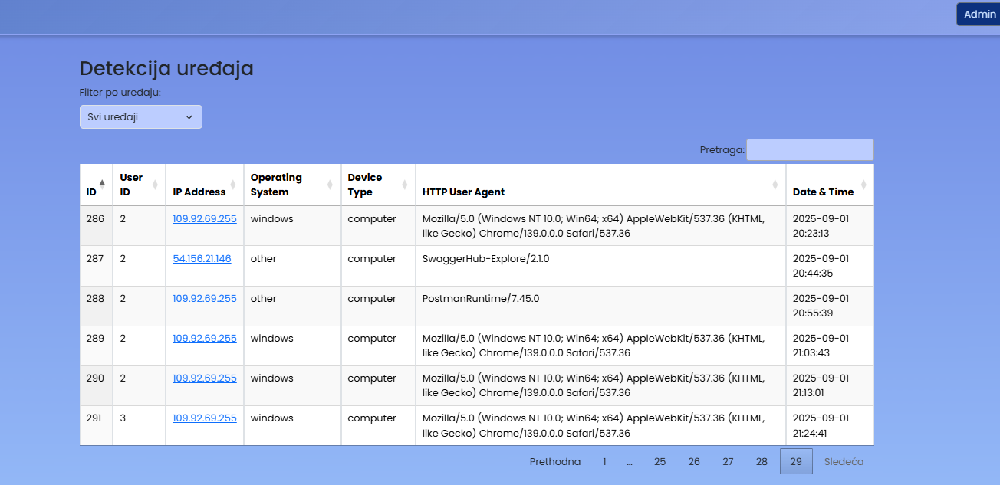 Admin
Detekcija uređaja
Filter po uređaju:
Svi uređaji
Pretraga:
ID User ID IP Address Operating System Device Type HTTP User Agent Date & Time
286 2 109.92.69.255 windows computer Mozilla/5.0 (Windows NT 10.0; Win64; x64) AppleWebKit/537.36 (KHTML, like Gecko) Chrome/139.0.0.0 Safari/537.36 2025-09-01 20:23:13
287 2 54.156.21.146 other computer SwaggerHub-Explore/2.1.0 2025-09-01 20:44:35
288 2 109.92.69.255 other computer PostmanRuntime/7.45.0 2025-09-01 20:55:39
289 2 109.92.69.255 windows computer Mozilla/5.0 (Windows NT 10.0; Win64; x64) AppleWebKit/537.36 (KHTML, like Gecko) Chrome/139.0.0.0 Safari/537.36 2025-09-01 21:03:43
290 2 109.92.69.255 windows computer Mozilla/5.0 (Windows NT 10.0; Win64; x64) AppleWebKit/537.36 (KHTML, like Gecko) Chrome/139.0.0.0 Safari/537.36 2025-09-01 21:13:01
291 3 109.92.69.255 windows computer Mozilla/5.0 (Windows NT 10.0; Win64; x64) AppleWebKit/537.36 (KHTML, like Gecko) Chrome/139.0.0.0 Safari/537.36 2025-09-01 21:24:41
Prethodna 1 … 25 26 27 28 29 Sledeća